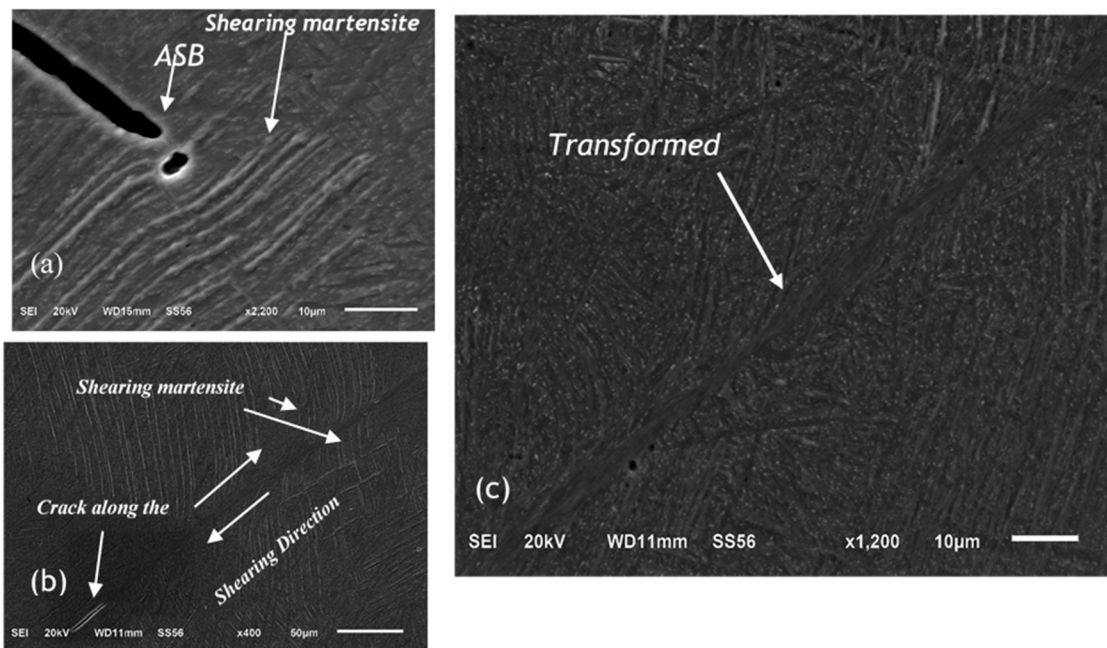 Shearing martensite
ASB
(a)
SEI 20kV WD15mm SS56 x2,200 10µm
Shearing martensite
Crack along the
Shearing Direction
(b)
SEI 20kV WD11mm SS56 x400 50µm
Transformed
(c)
SEI 20kV WD11mm SS56 x1,200 10µm